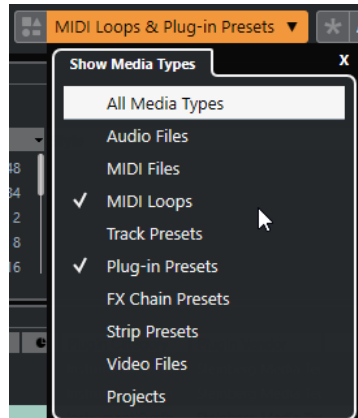 MIDI Loops & Plug-in Presets ▼
Show Media Types X
All Media Types
Audio Files
MIDI Files
48
34
✓ MIDI Loops
2
Track Presets
8
✓ Plug-in Presets
16
FX Chain Presets
Strip Presets
Video Files
Projects